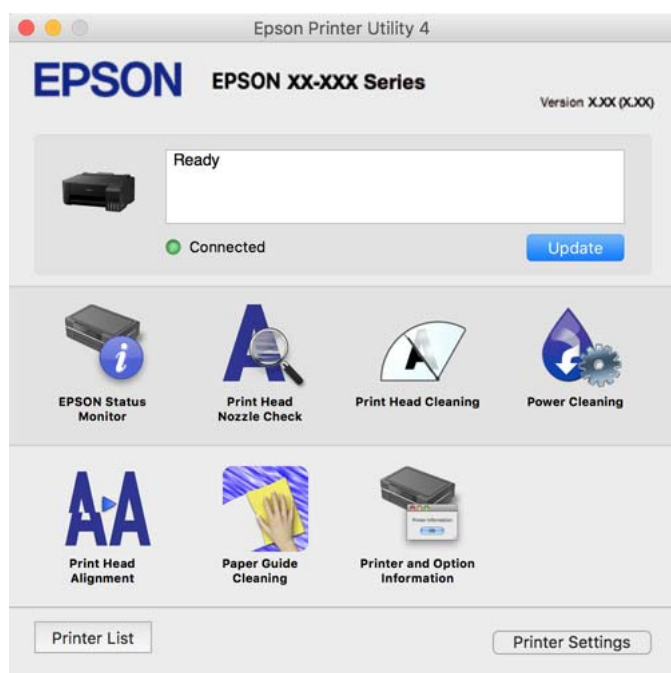 Epson Printer Utility 4
EPSON
EPSON XX-XXX Series
Version X.XX (X.XX)
Ready
Connected
Update
EPSON Status
Monitor
Print Head
Nozzle Check
Print Head Cleaning
Power Cleaning
Print Head
Alignment
Paper Guide
Cleaning
Printer and Option
Information
Printer List
Printer Settings